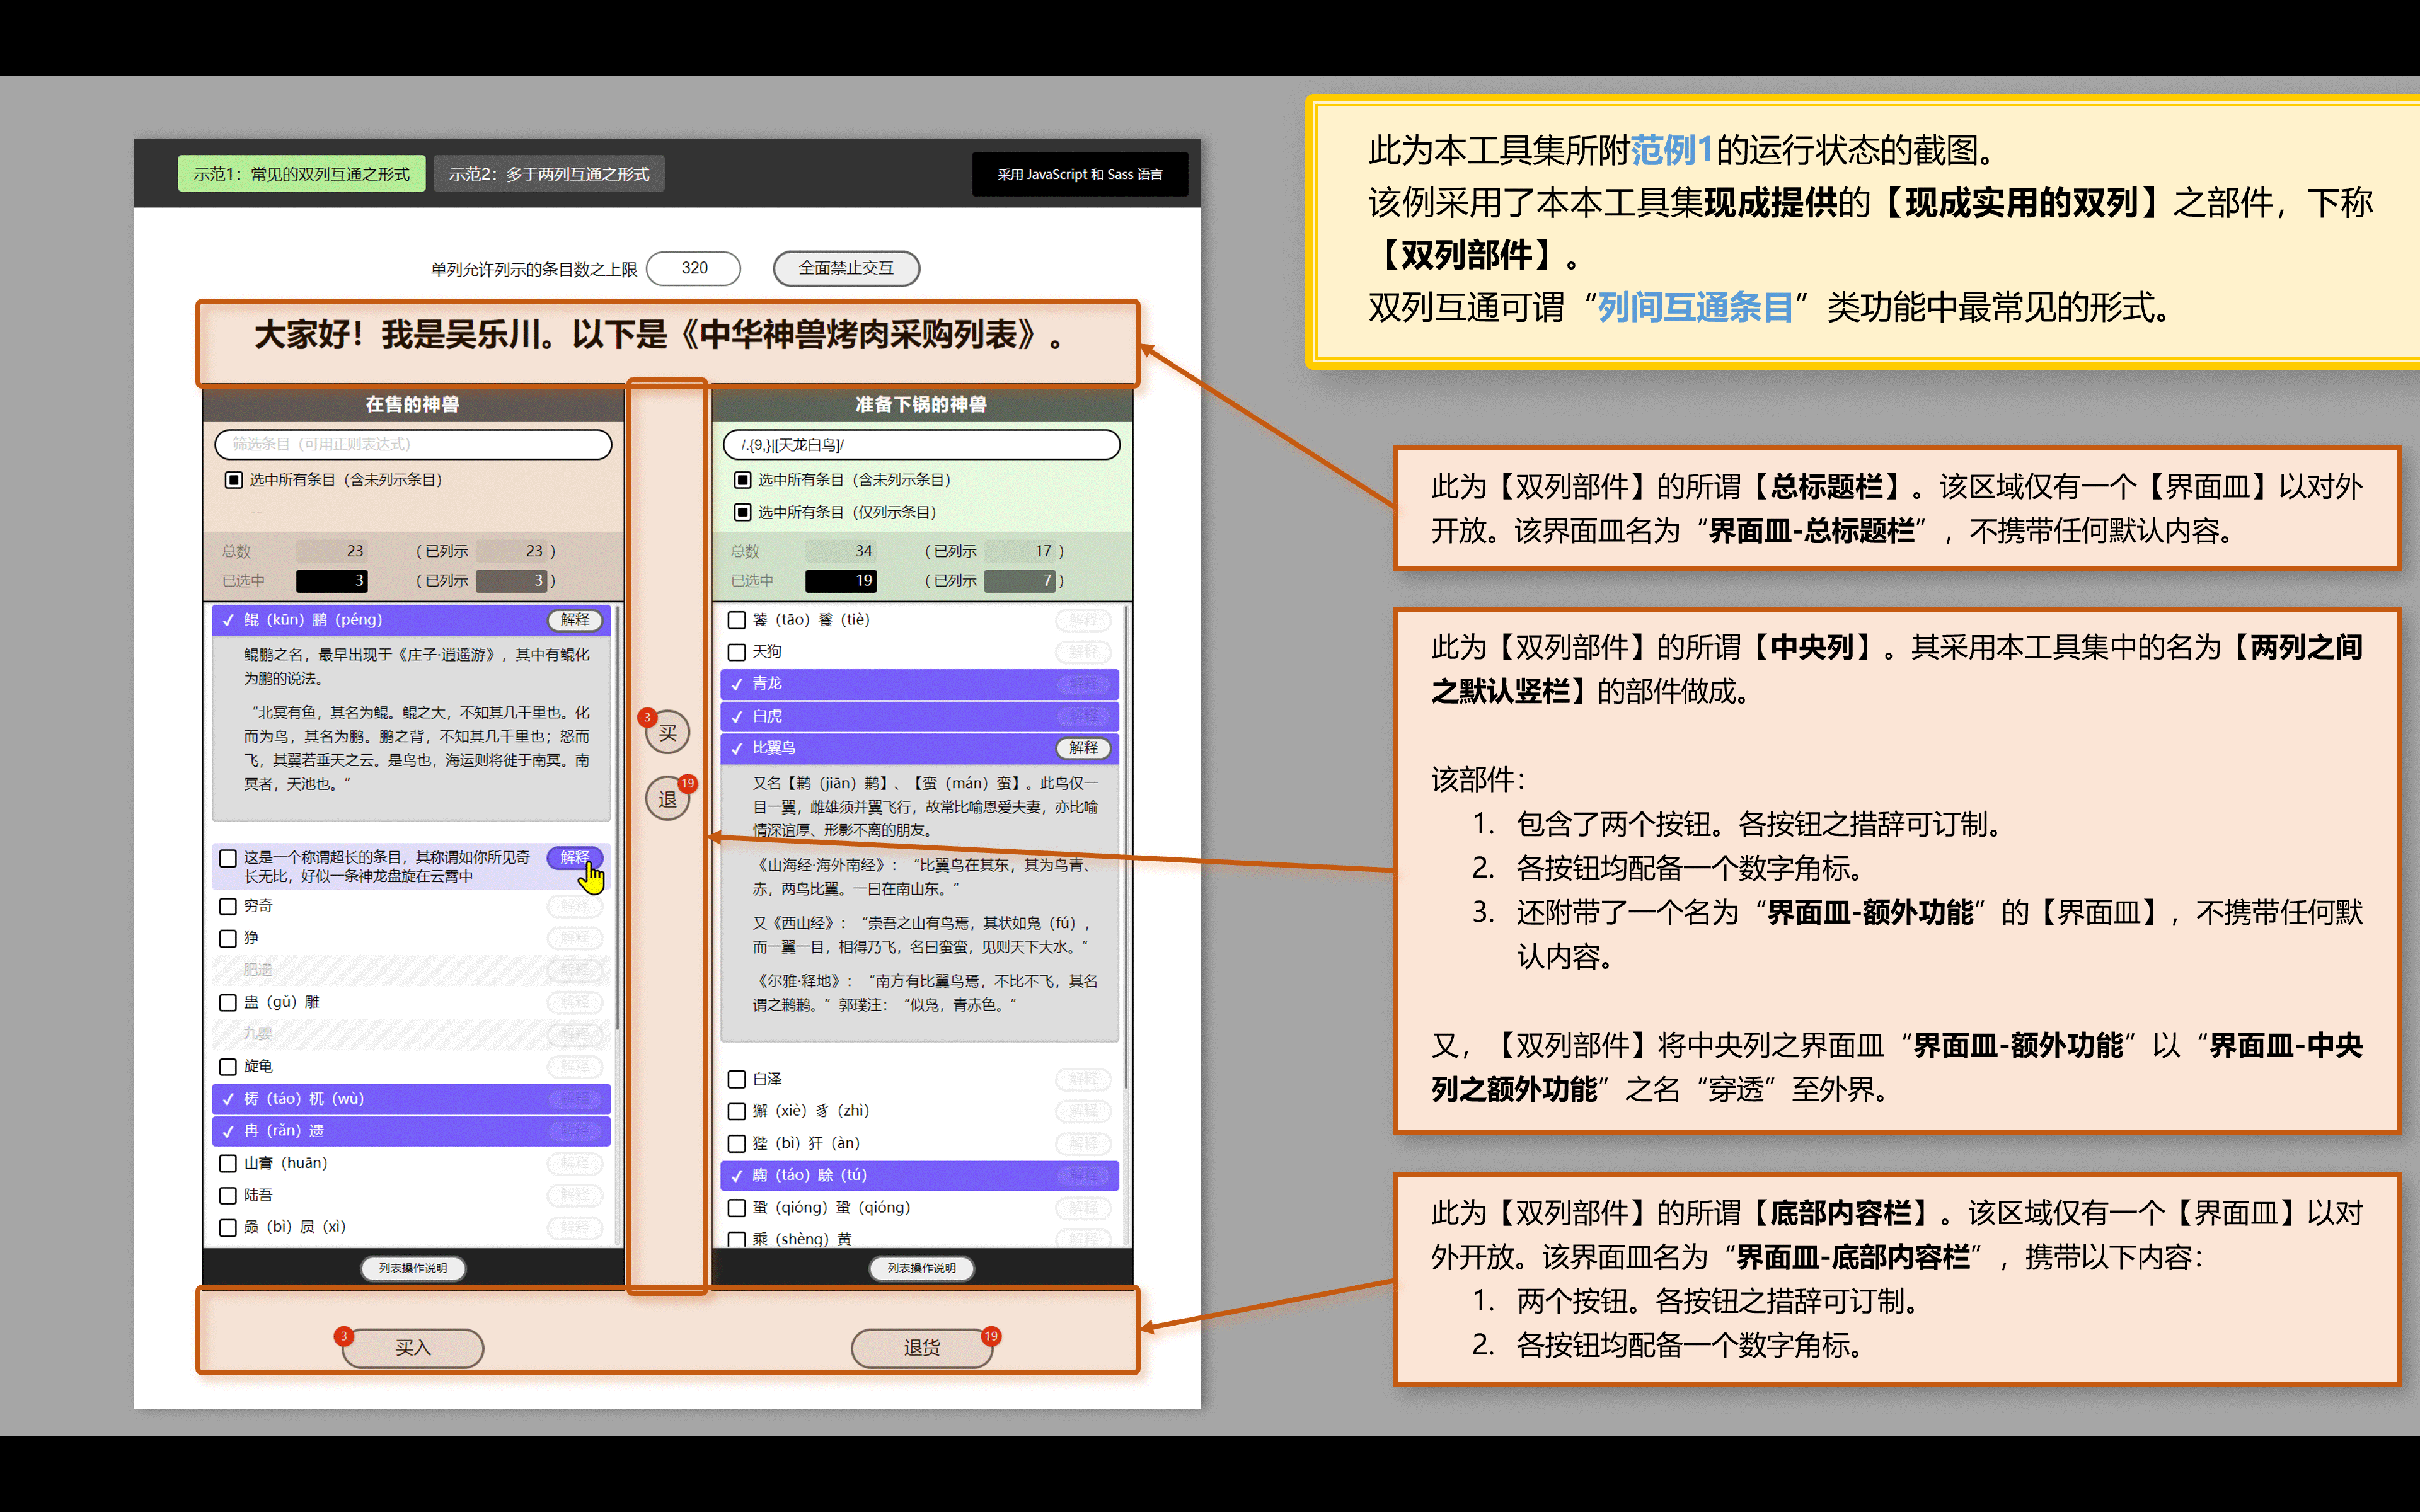 示范1：常见的双列互通之形式
示范2：多于两列互通之形式
采用 JavaScript 和 Sass 语言
单列允许列示的条目数之上限
320
全面禁止交互
大家好！我是吴乐川。以下是《中华神兽烤肉采购列表》。
在售的神兽
筛选条目（可用正则表达式）
选中所有条目（含未列示条目）
--
总数 23 （已列示 23 ）
已选中 3 （已列示 3 ）
✓ 鲲（kūn）鹏（péng） 解释
鲲鹏之名，最早出现于《庄子·逍遥游》，其中有鲲化
为鹏的说法。
“北冥有鱼，其名为鲲。鲲之大，不知其几千里也。化
而为鸟，其名为鹏。鹏之背，不知其几千里也；怒而
飞，其翼若垂天之云。是鸟也，海运则将徙于南冥。南
冥者，天池也。”
这是一个称谓超长的条目，其称谓如你所见奇 解释
长无比，好似一条神龙盘旋在云霄中
穷奇 解释
狰 解释
肥遗 解释
蛊（gǔ）雕 解释
九婴 解释
旋龟 解释
✓ 梼（táo）杌（wù） 解释
✓ 冉（rǎn）遗 解释
山膏（huān） 解释
陆吾 解释
赑（bì）屃（xì） 解释
列表操作说明
3
买
19
退
准备下锅的神兽
/.{9,}|[天龙白鸟]/
选中所有条目（含未列示条目）
选中所有条目（仅列示条目）
总数 34 （已列示 17 ）
已选中 19 （已列示 7 ）
饕（tāo）餮（tiè） 解释
天狗 解释
✓ 青龙 解释
✓ 白虎 解释
✓ 比翼鸟 解释
又名【鹣（jiān）鹣】、【蛮（mán）蛮】。此鸟仅一
目一翼，雌雄须并翼飞行，故常比喻恩爱夫妻，亦比喻
情深谊厚、形影不离的朋友。
《山海经·海外南经》：“比翼鸟在其东，其为鸟青、
赤，两鸟比翼。一曰在南山东。”
又《西山经》：“崇吾之山有鸟焉，其状如凫（fú），
而一翼一目，相得乃飞，名曰蛮蛮，见则天下大水。”
《尔雅·释地》：“南方有比翼鸟焉，不比不飞，其名
谓之鹣鹣。”郭璞注：“似凫，青赤色。”
白泽 解释
獬（xiè）豸（zhì） 解释
狴（bì）犴（àn） 解释
✓ 騊（táo）駼（tú） 解释
蛩（qióng）蛩（qióng） 解释
乘（shèng）黄 解释
列表操作说明
3
买入
退货
19
此为本工具集所附范例1的运行状态的截图。
该例采用了本本工具集现成提供的【现成实用的双列】之部件，下称
【双列部件】。
双列互通可谓“列间互通条目”类功能中最常见的形式。
此为【双列部件】的所谓【总标题栏】。该区域仅有一个【界面皿】以对外
开放。该界面皿名为“界面皿-总标题栏”，不携带任何默认内容。
此为【双列部件】的所谓【中央列】。其采用本工具集中的名为【两列之间
之默认竖栏】的部件做成。
该部件：
1. 包含了两个按钮。各按钮之措辞可订制。
2. 各按钮均配备一个数字角标。
3. 还附带了一个名为“界面皿-额外功能”的【界面皿】，不携带任何默
认内容。
又，【双列部件】将中央列之界面皿“界面皿-额外功能”以“界面皿-中央
列之额外功能”之名“穿透”至外界。
此为【双列部件】的所谓【底部内容栏】。该区域仅有一个【界面皿】以对
外开放。该界面皿名为“界面皿-底部内容栏”，携带以下内容：
1. 两个按钮。各按钮之措辞可订制。
2. 各按钮均配备一个数字角标。